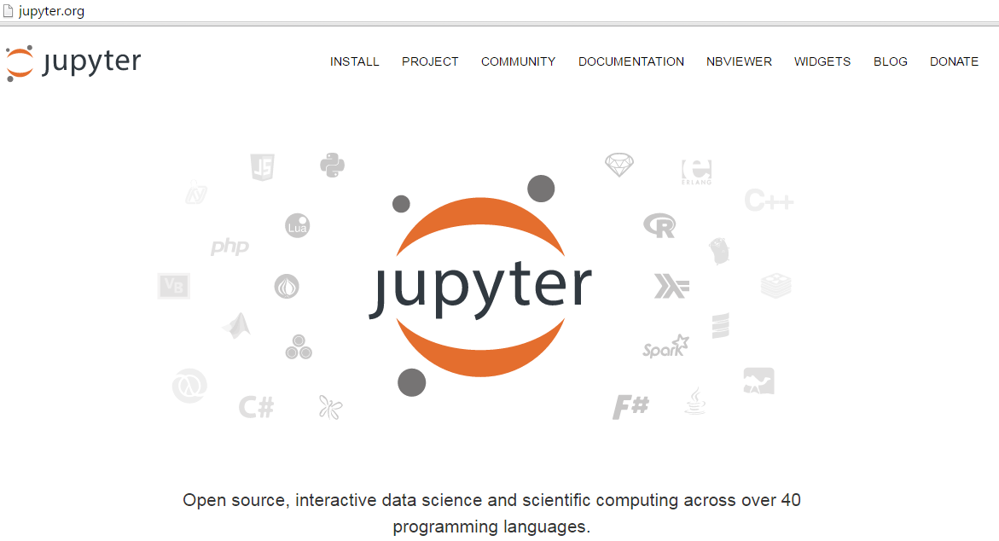 jupyter.org
jupyter
INSTALL PROJECT COMMUNITY DOCUMENTATION NBVIEWER WIDGETS BLOG DONATE
JS
ERLANG
C++
Lua
R
php
VB
jupyter
Spark
C#
F#
Open source, interactive data science and scientific computing across over 40
programming languages.